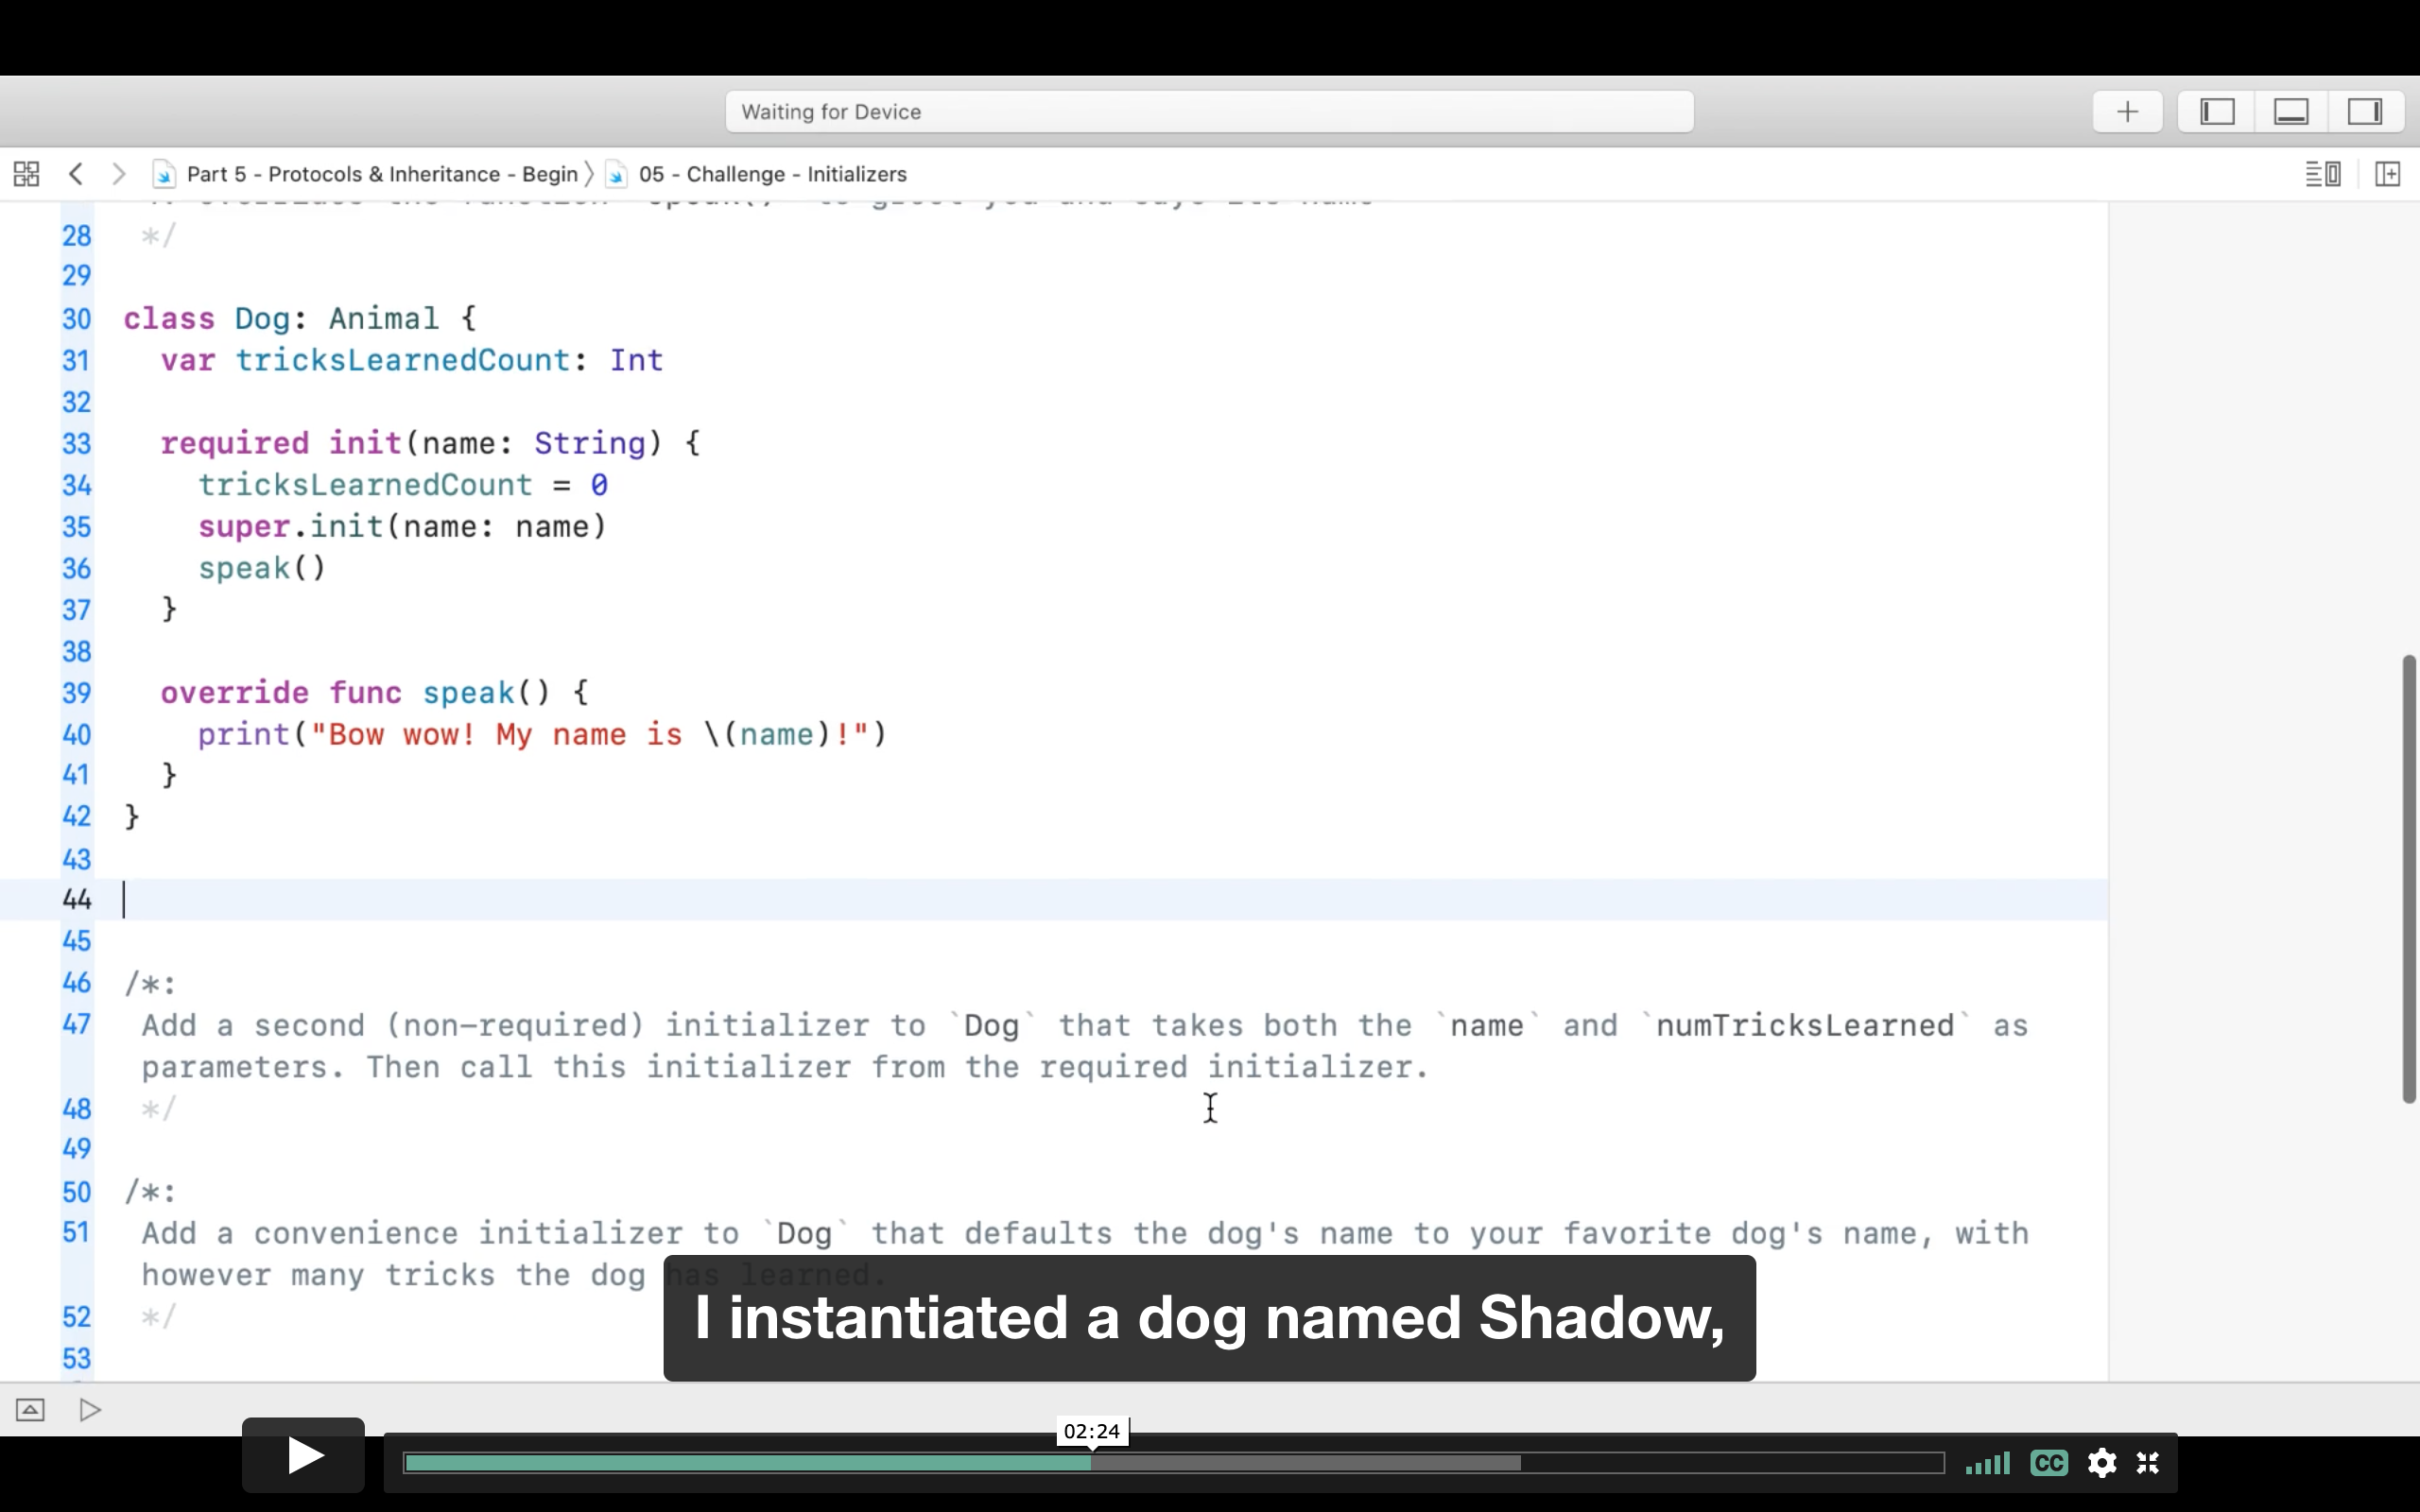 Waiting for Device
Part 5 - Protocols & Inheritance - Begin 〉 05 - Challenge - Initializers
28 */
29
30 class Dog: Animal {
31 var tricksLearnedCount: Int
32
33 required init(name: String) {
34 tricksLearnedCount = 0
35 super.init(name: name)
36 speak()
37 }
38
39 override func speak() {
40 print("Bow wow! My name is \(name)!")
41 }
42 }
43
44
45
46 /*:
47 Add a second (non-required) initializer to `Dog` that takes both the `name` and `numTricksLearned` as
parameters. Then call this initializer from the required initializer.
48 */
49
50 /*:
51 Add a convenience initializer to `Dog` that defaults the dog's name to your favorite dog's name, with
however many tricks the dog has learned.
52 */
53
I instantiated a dog named Shadow,
02:24
CC